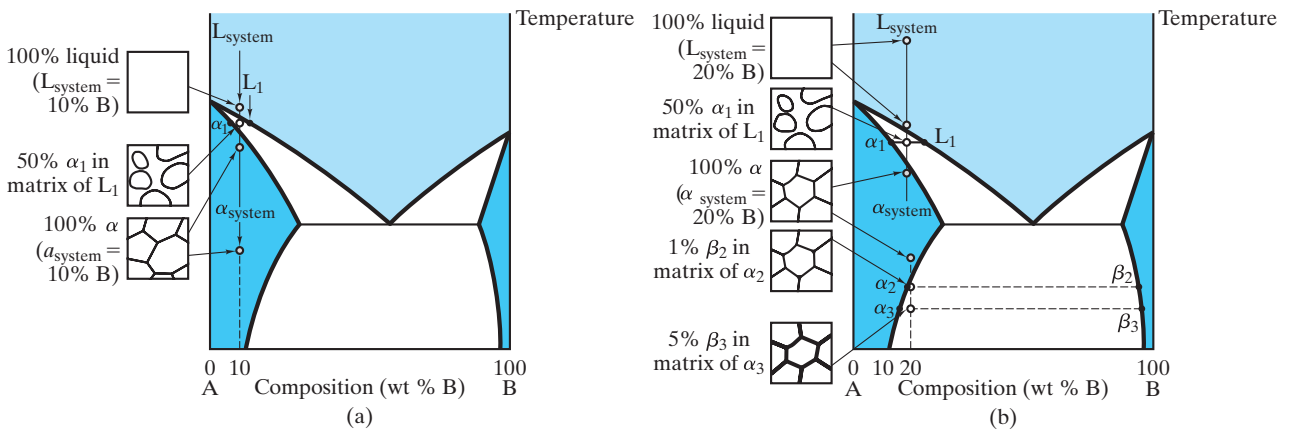 Temperature
100% liquid
(L_system =
10% B)
L_system
L_1
α_1
50% α_1 in
matrix of L_1
100% α
(a_system =
10% B)
α_system
0 10 100
A Composition (wt % B) B
(a)
Temperature
100% liquid
(L_system =
20% B)
L_system
50% α_1 in
matrix of L_1
α_1
L_1
100% α
(α_system =
20% B)
α_system
1% β_2 in
matrix of α_2
α_2
β_2
α_3
β_3
5% β_3 in
matrix of α_3
0 10 20 100
A Composition (wt % B) B
(b)